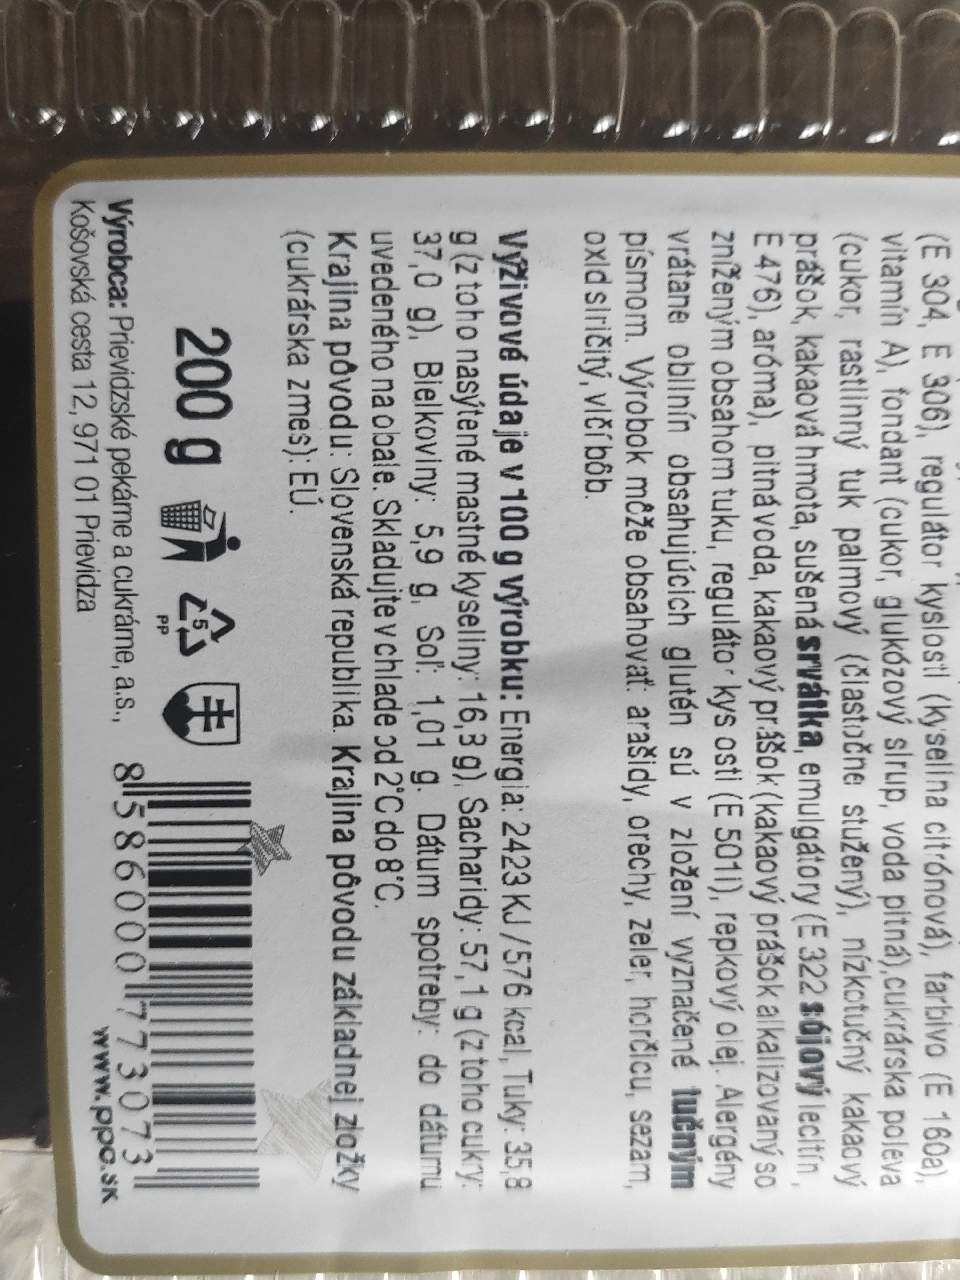 (E 304, E 306), regulátor kyslosti (kyselina citrónová), farbivo (E 160a),
vitamín A), fondant (cukor, glukózový sirup, voda pitná),cukrárska poleva
(cukor, rastlinný tuk palmový (čiastočne stužený), nízkotučný kakaový
prášok, kakaová hmota, sušená srvátka, emulgátory (E 322 sójový lecitín ,
E 476), aróma), pitná voda, kakaový prášok (kakaový prášok alkalizovaný so
zníženým obsahom tuku, regulátor kyslosti (E 501i), repkový olej. Alergény
vrátane obilnín obsahujúcich glutén sú v zložení vyznačené tučným
písmom. Výrobok môže obsahovať: arašidy, orechy, zeler, horčicu, sezam,
oxid siričitý, vlčí bôb.
Výživové údaje v 100 g výrobku: Energia: 2423 KJ / 576 kcal, Tuky: 35,8
g (z toho nasýtené mastné kyseliny: 16,3 g), Sacharidy: 57,1 g (z toho cukry:
37,0 g), Bielkoviny: 5,9 g, Soľ: 1,01 g. Dátum spotreby: do dátumu
uvedeného na obale. Skladujte v chlade od 2°C do 8°C.
Krajina pôvodu: Slovenská republika. Krajina pôvodu základnej zložky
(cukrárska zmes): EÚ.
200 g
5
PP
8 586000 773073
Výrobca: Prievidzské pekárne a cukrárne, a.s.,
Košovská cesta 12, 971 01 Prievidza
www.ppc.sk